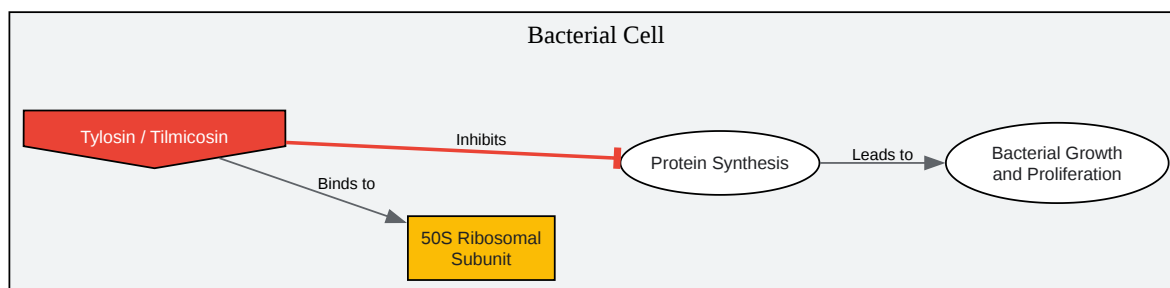 Bacterial Cell
Tylosin / Tilmicosin
Inhibits
Protein Synthesis
Leads to
Bacterial Growth
and Proliferation
Binds to
50S Ribosomal
Subunit